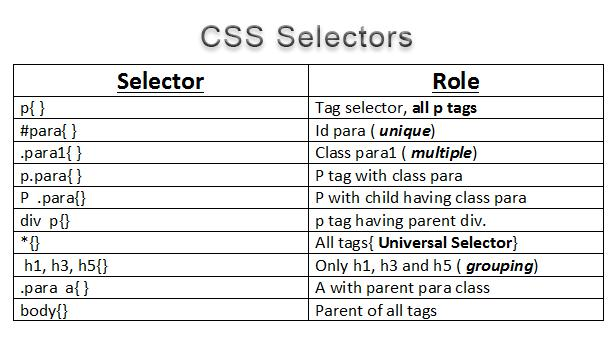 CSS Selectors
Selector Role
p{ } Tag selector, all p tags
#para{ } Id para ( unique)
.para1{ } Class para1 ( multiple)
p.para{ } P tag with class para
P .para{} P with child having class para
div p{} p tag having parent div.
*{} All tags{ Universal Selector}
h1, h3, h5{} Only h1, h3 and h5 ( grouping)
.para a{ } A with parent para class
body{} Parent of all tags